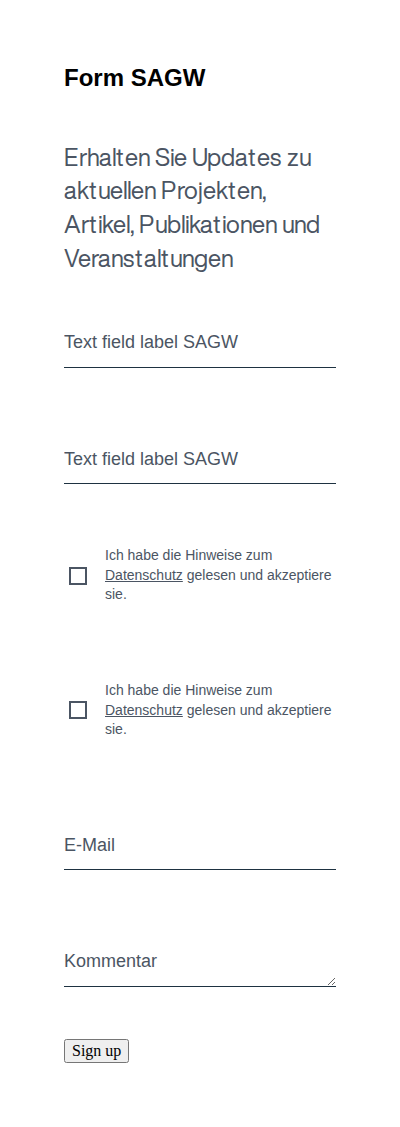 Form SAGW
Erhalten Sie Updates zu
aktuellen Projekten,
Artikel, Publikationen und
Veranstaltungen
Text field label SAGW
Text field label SAGW
Ich habe die Hinweise zum
Datenschutz gelesen und akzeptiere
sie.
Ich habe die Hinweise zum
Datenschutz gelesen und akzeptiere
sie.
E-Mail
Kommentar
Sign up